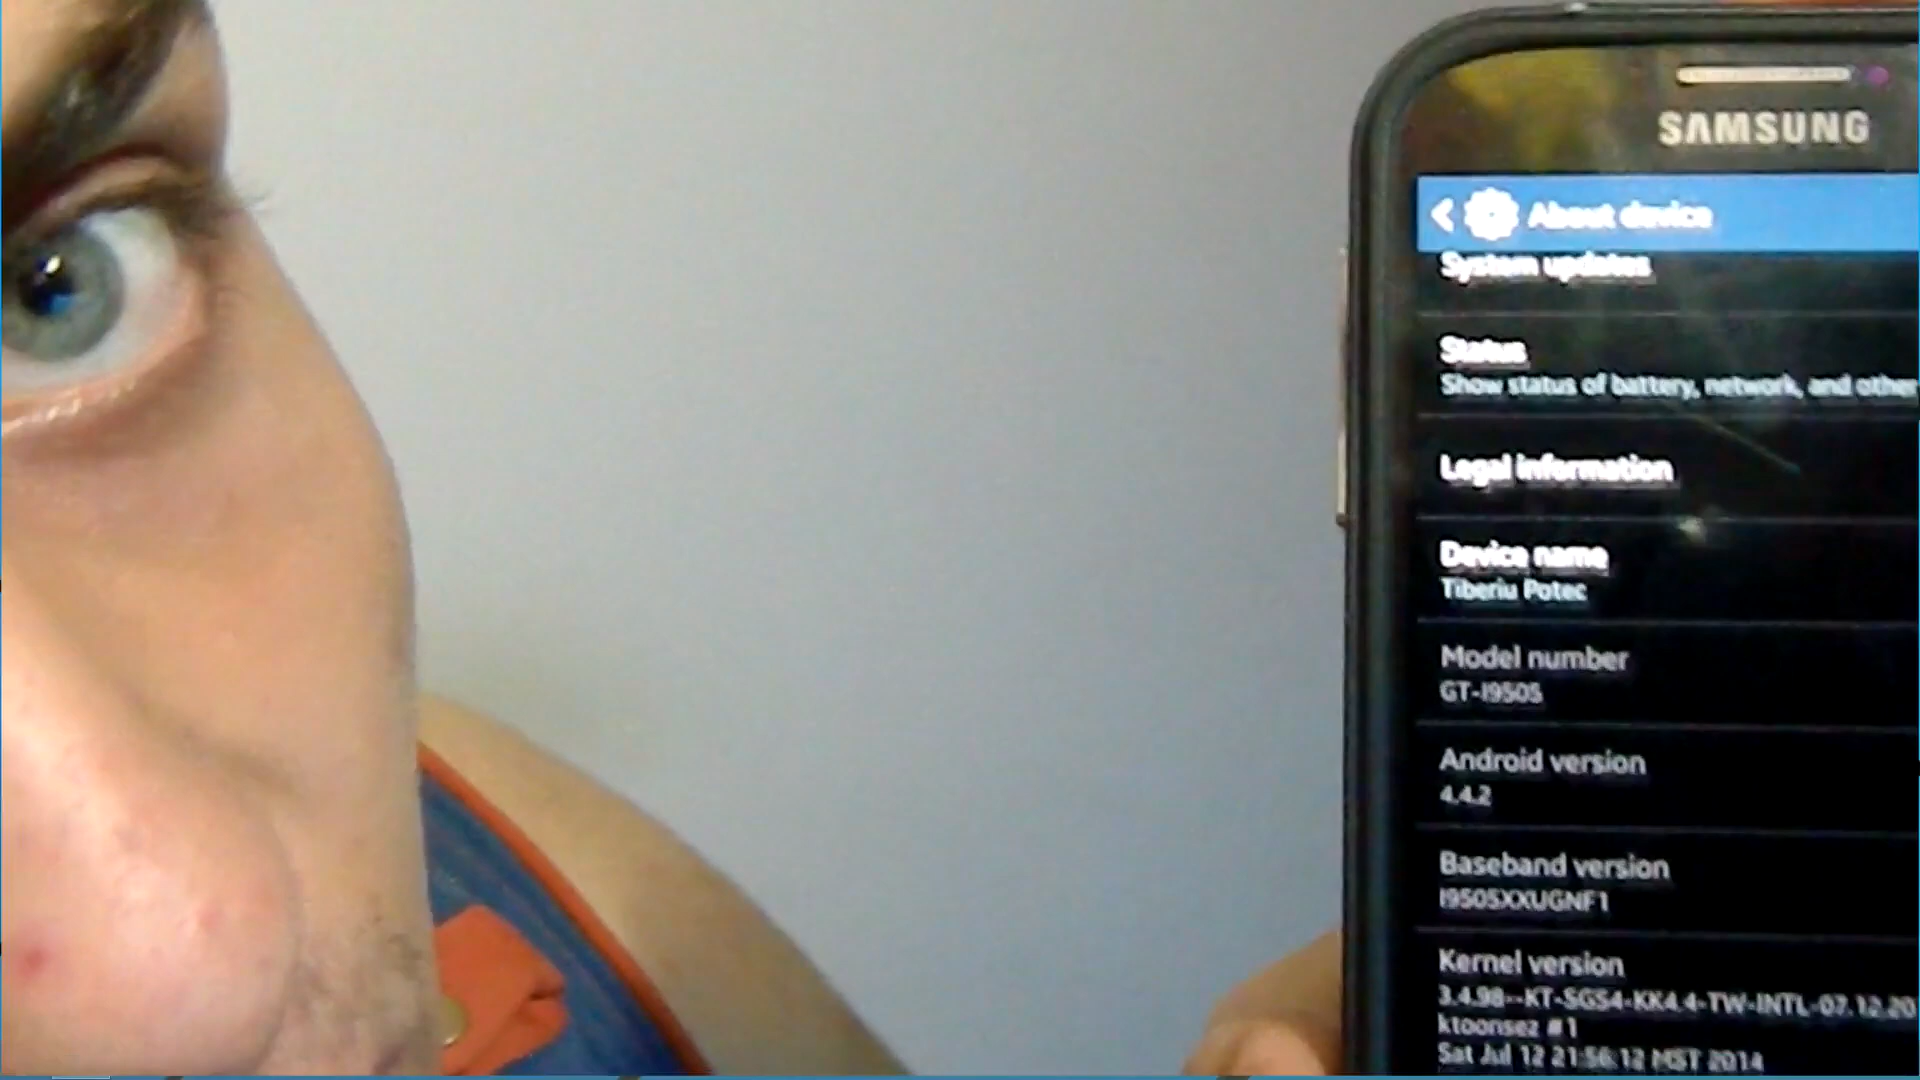 SAMSUNG
About device
System updates
Status
Show status of battery, network, and other
Legal information
Device name
Tiberiu Potec
Model number
GT-I9505
Android version
4.4.2
Baseband version
I9505XXUGNF1
Kernel version
3.4.98--KT-SGS4-KK4.4-TW-INTL-07.12.20
ktoonsez #1
Sat Jul 12 21:56:12 MST 2014